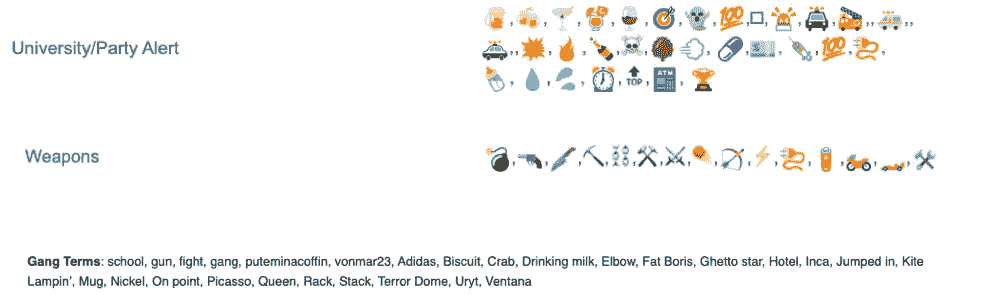 University/Party Alert
Weapons
Gang Terms: school, gun, fight, gang, puteminacoffin, vonmar23, Adidas, Biscuit, Crab, Drinking milk, Elbow, Fat Boris, Ghetto star, Hotel, Inca, Jumped in, Kite
Lampin', Mug, Nickel, On point, Picasso, Queen, Rack, Stack, Terror Dome, Uryt, Ventana